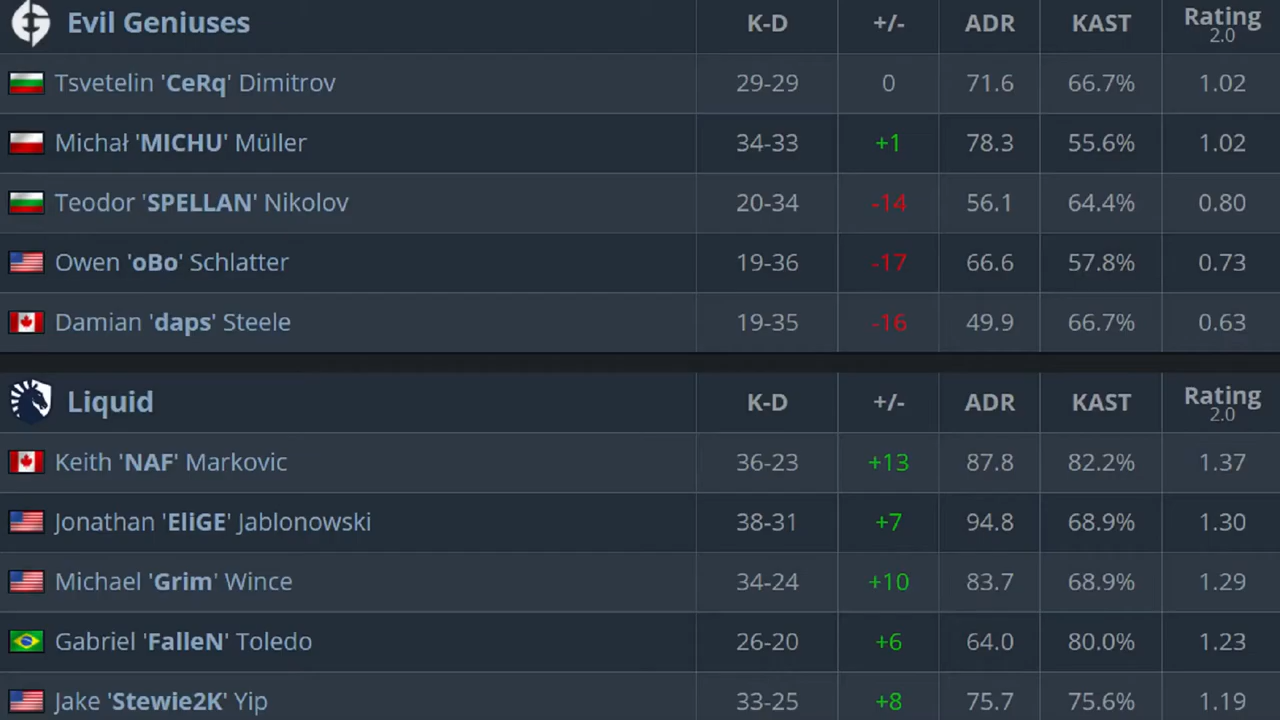 Evil Geniuses K-D +/- ADR KAST Rating 2.0
Tsvetelin 'CeRq' Dimitrov 29-29 0 71.6 66.7% 1.02
Michał 'MICHU' Müller 34-33 +1 78.3 55.6% 1.02
Teodor 'SPELLAN' Nikolov 20-34 -14 56.1 64.4% 0.80
Owen 'oBo' Schlatter 19-36 -17 66.6 57.8% 0.73
Damian 'daps' Steele 19-35 -16 49.9 66.7% 0.63
Liquid K-D +/- ADR KAST Rating 2.0
Keith 'NAF' Markovic 36-23 +13 87.8 82.2% 1.37
Jonathan 'EliGE' Jablonowski 38-31 +7 94.8 68.9% 1.30
Michael 'Grim' Wince 34-24 +10 83.7 68.9% 1.29
Gabriel 'FalleN' Toledo 26-20 +6 64.0 80.0% 1.23
Jake 'Stewie2K' Yip 33-25 +8 75.7 75.6% 1.19